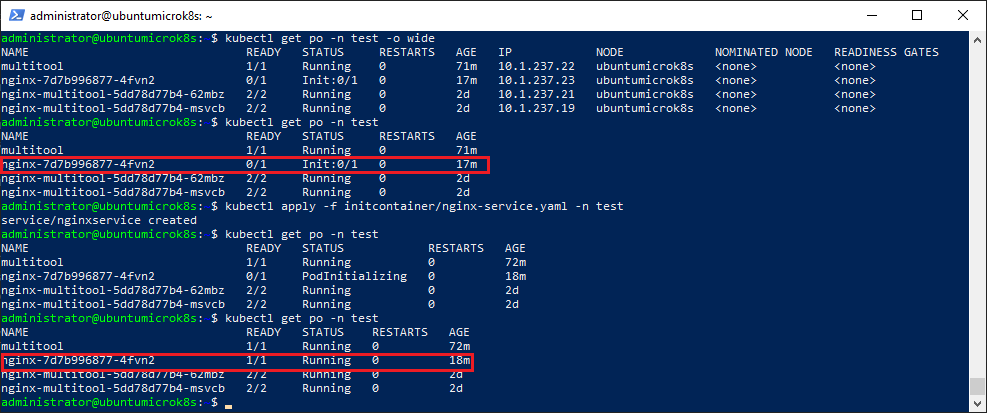 administrator@ubuntumicrok8s: ~
administrator@ubuntumicrok8s: $ kubectl get po -n test -o wide
NAME READY STATUS RESTARTS AGE IP NODE NOMINATED NODE READINESS GATES
multitool 1/1 Running 0 71m 10.1.237.22 ubuntumicrok8s <none> <none>
nginx-7d7b996877-4fvn2 0/1 Init:0/1 0 17m 10.1.237.23 ubuntumicrok8s <none> <none>
nginx-multitool-5dd78d77b4-62mbz 2/2 Running 0 2d 10.1.237.21 ubuntumicrok8s <none> <none>
nginx-multitool-5dd78d77b4-msvcb 2/2 Running 0 2d 10.1.237.19 ubuntumicrok8s <none> <none>
administrator@ubuntumicrok8s: $ kubectl get po -n test
NAME READY STATUS RESTARTS AGE
multitool 1/1 Running 0 71m
nginx-7d7b996877-4fvn2 0/1 Init:0/1 0 17m
nginx-multitool-5dd78d77b4-62mbz 2/2 Running 0 2d
nginx-multitool-5dd78d77b4-msvcb 2/2 Running 0 2d
administrator@ubuntumicrok8s: $ kubectl apply -f initcontainer/nginx-service.yaml -n test
service/nginxservice created
administrator@ubuntumicrok8s: $ kubectl get po -n test
NAME READY STATUS RESTARTS AGE
multitool 1/1 Running 0 72m
nginx-7d7b996877-4fvn2 0/1 PodInitializing 0 18m
nginx-multitool-5dd78d77b4-62mbz 2/2 Running 0 2d
nginx-multitool-5dd78d77b4-msvcb 2/2 Running 0 2d
administrator@ubuntumicrok8s: $ kubectl get po -n test
NAME READY STATUS RESTARTS AGE
multitool 1/1 Running 0 72m
nginx-7d7b996877-4fvn2 1/1 Running 0 18m
nginx-multitool-5dd78d77b4-62mbz 2/2 Running 0 2d
nginx-multitool-5dd78d77b4-msvcb 2/2 Running 0 2d
administrator@ubuntumicrok8s: $